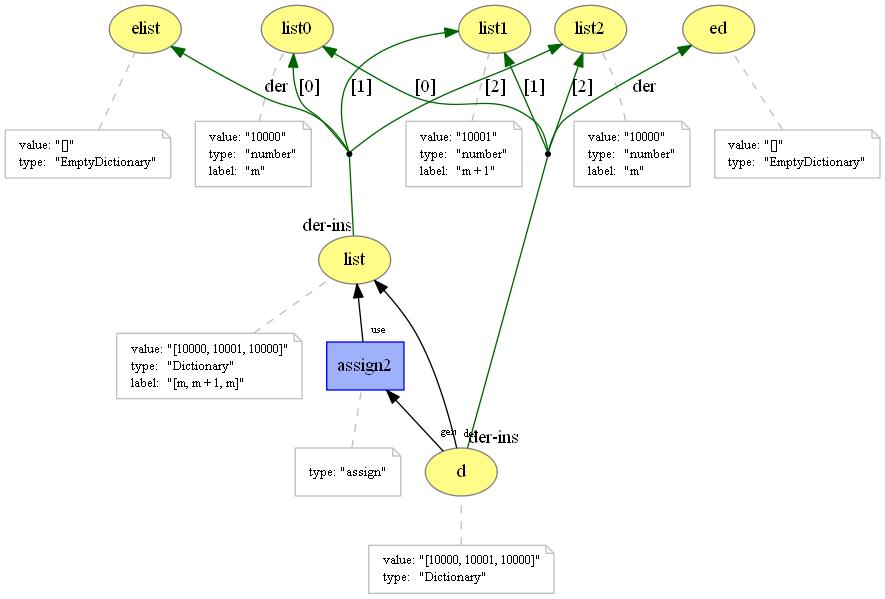 elist
list0
list1
list2
ed
der
[0]
[1]
[0]
[2]
[1]
[2]
der
value: "[]"
type: "EmptyDictionary"
value: "10000"
type: "number"
label: "m"
value: "10001"
type: "number"
label: "m + 1"
value: "10000"
type: "number"
label: "m"
value: "[]"
type: "EmptyDictionary"
der-ins
list
use
value: "[10000, 10001, 10000]"
type: "Dictionary"
label: "[m, m + 1, m]"
assign2
gen
der
der-ins
type: "assign"
d
value: "[10000, 10001, 10000]"
type: "Dictionary"